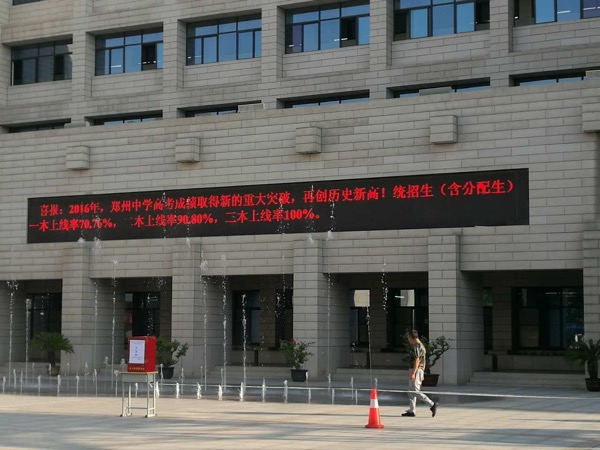 喜报：2016年，郑州中学高考成绩取得新的重大突破，再创历史新高！统招生（含分配生）
一本上线率70.76%，二本上线率90.80%，三本上线率100%。